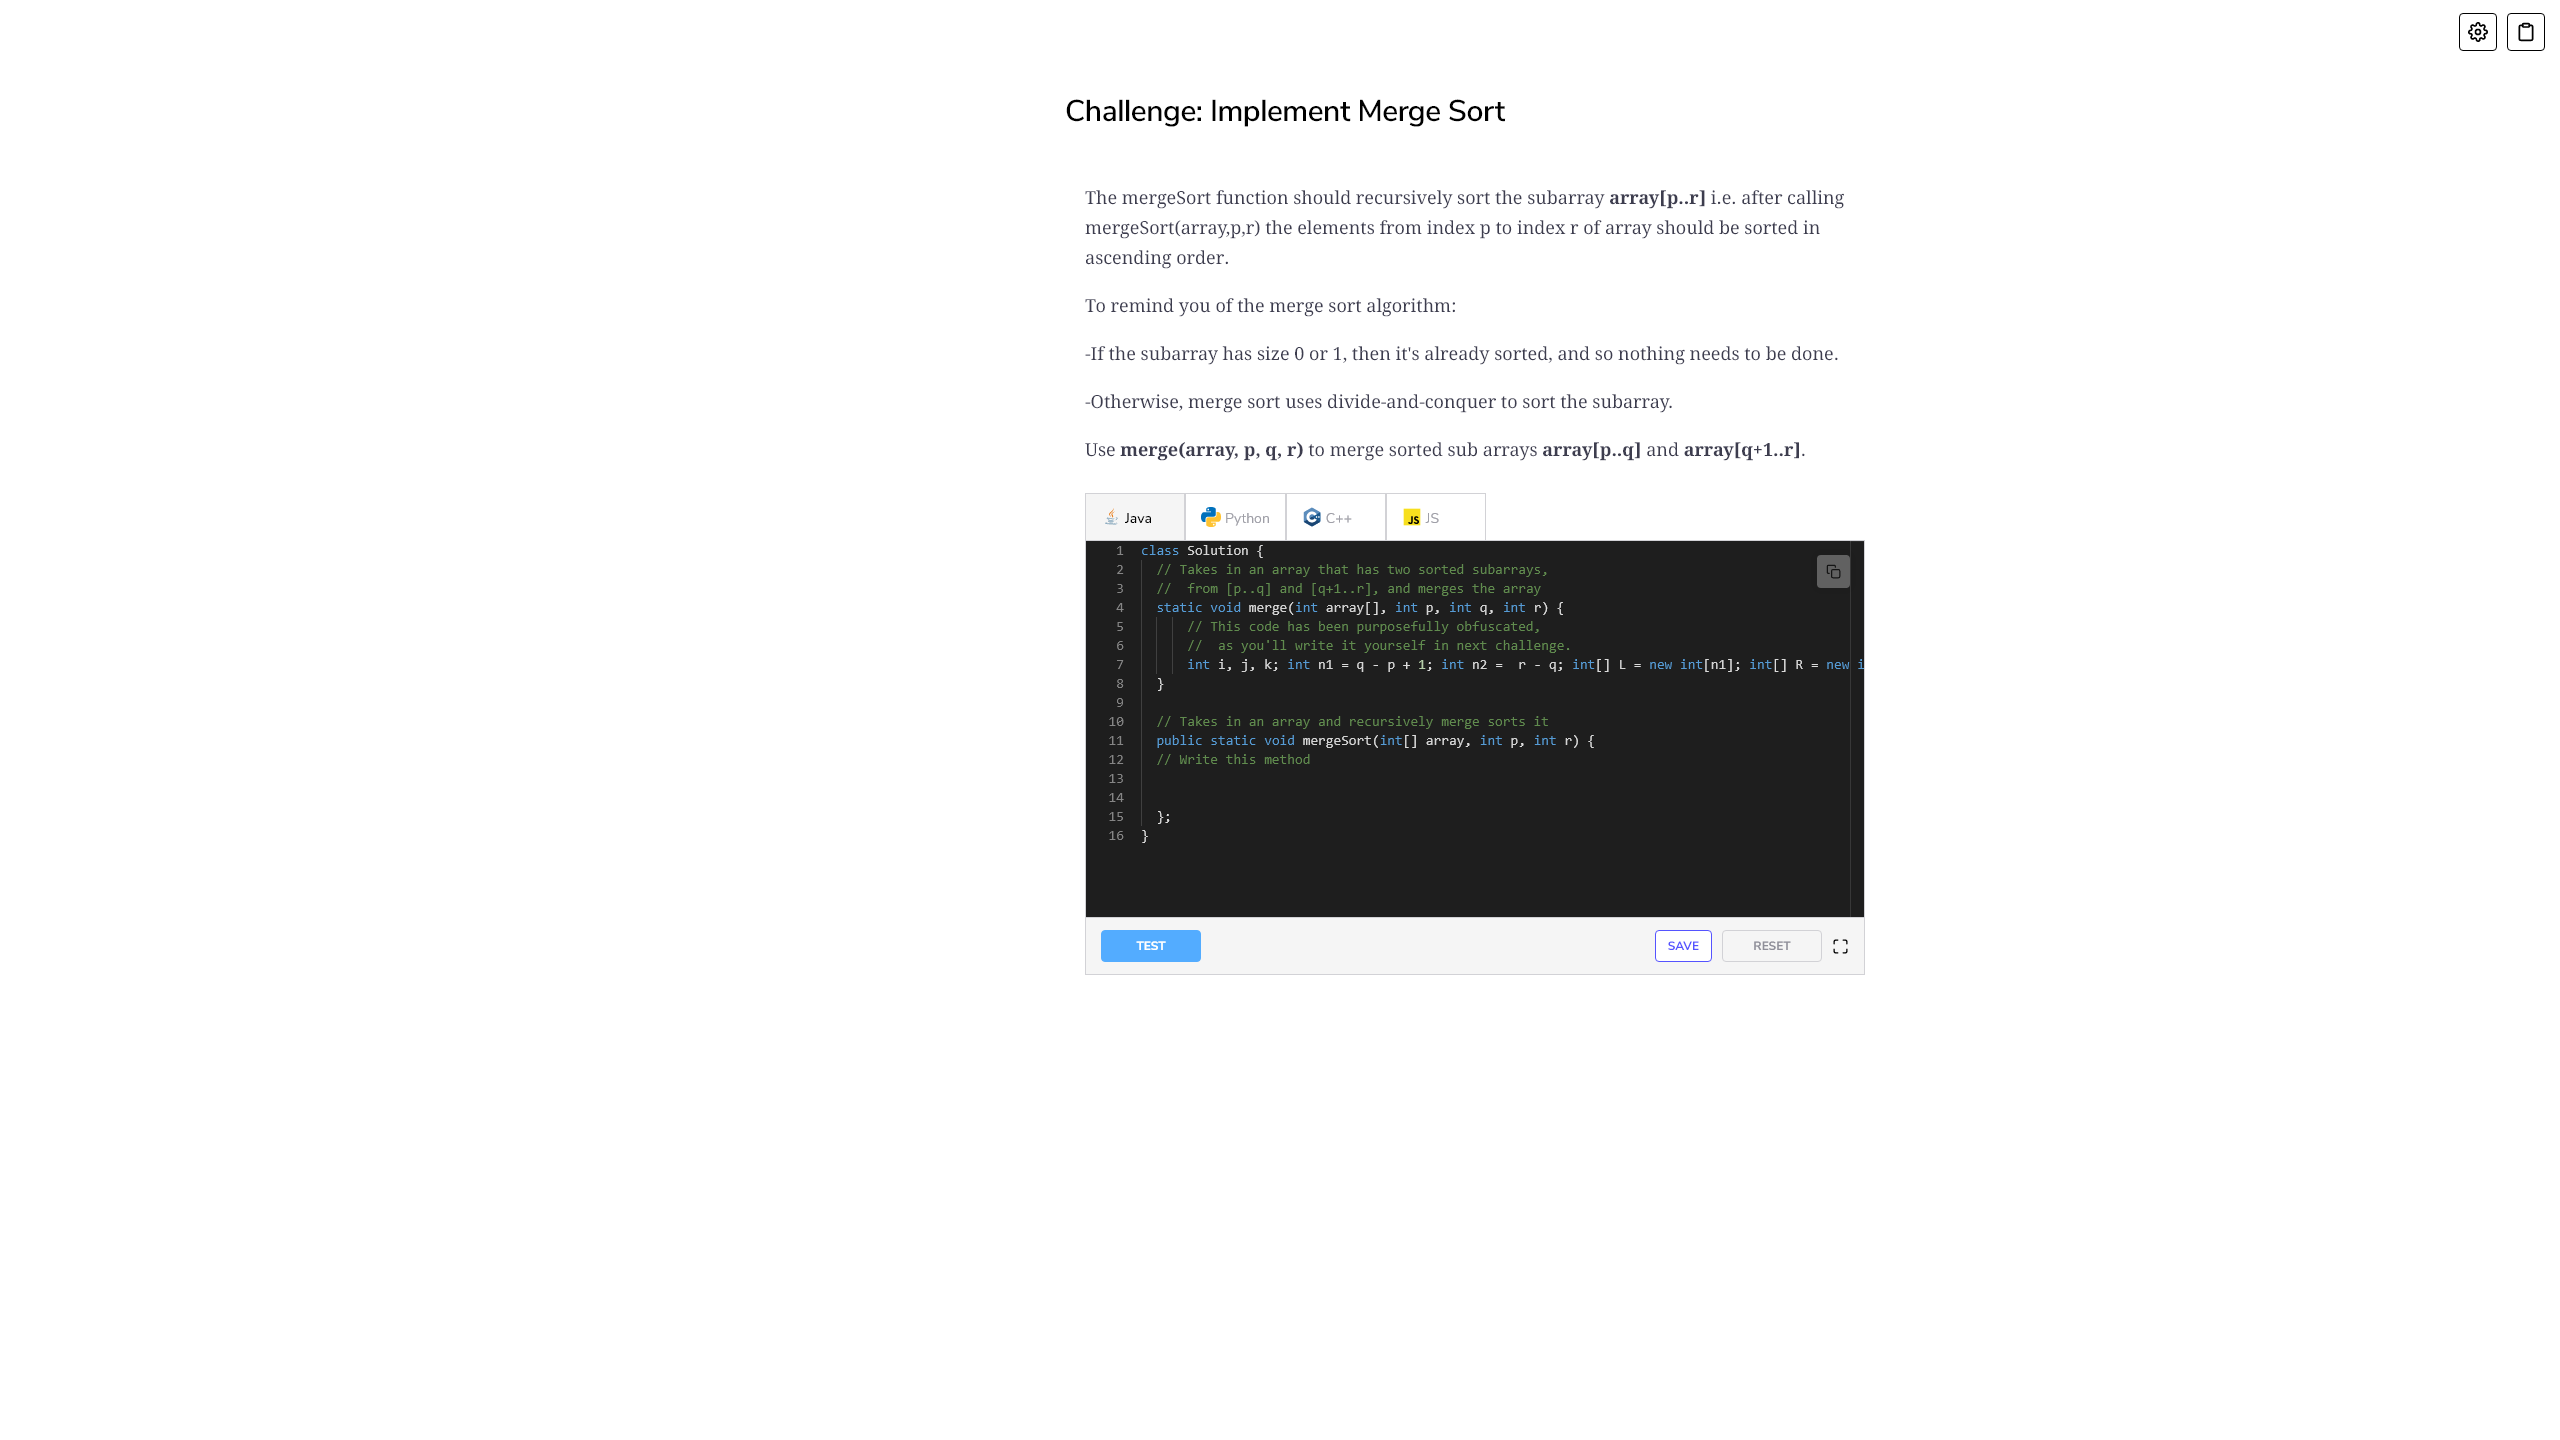 Challenge: Implement Merge Sort
The mergeSort function should recursively sort the subarray array[p..r] i.e. after calling
mergeSort(array,p,r) the elements from index p to index r of array should be sorted in
ascending order.
To remind you of the merge sort algorithm:
-If the subarray has size 0 or 1, then it's already sorted, and so nothing needs to be done.
-Otherwise, merge sort uses divide-and-conquer to sort the subarray.
Use merge(array, p, q, r) to merge sorted sub arrays array[p..q] and array[q+1..r].
Java Python C++ JS JS
1 class Solution {
2 // Takes in an array that has two sorted subarrays,
3 //  from [p..q] and [q+1..r], and merges the array
4 static void merge(int array[], int p, int q, int r) {
5 // This code has been purposefully obfuscated,
6 //  as you'll write it yourself in next challenge.
7 int i, j, k; int n1 = q - p + 1; int n2 =  r - q; int[] L = new int[n1]; int[] R = new i
8 }
9
10 // Takes in an array and recursively merge sorts it
11 public static void mergeSort(int[] array, int p, int r) {
12 // Write this method
13
14
15 };
16 }
TEST SAVE RESET